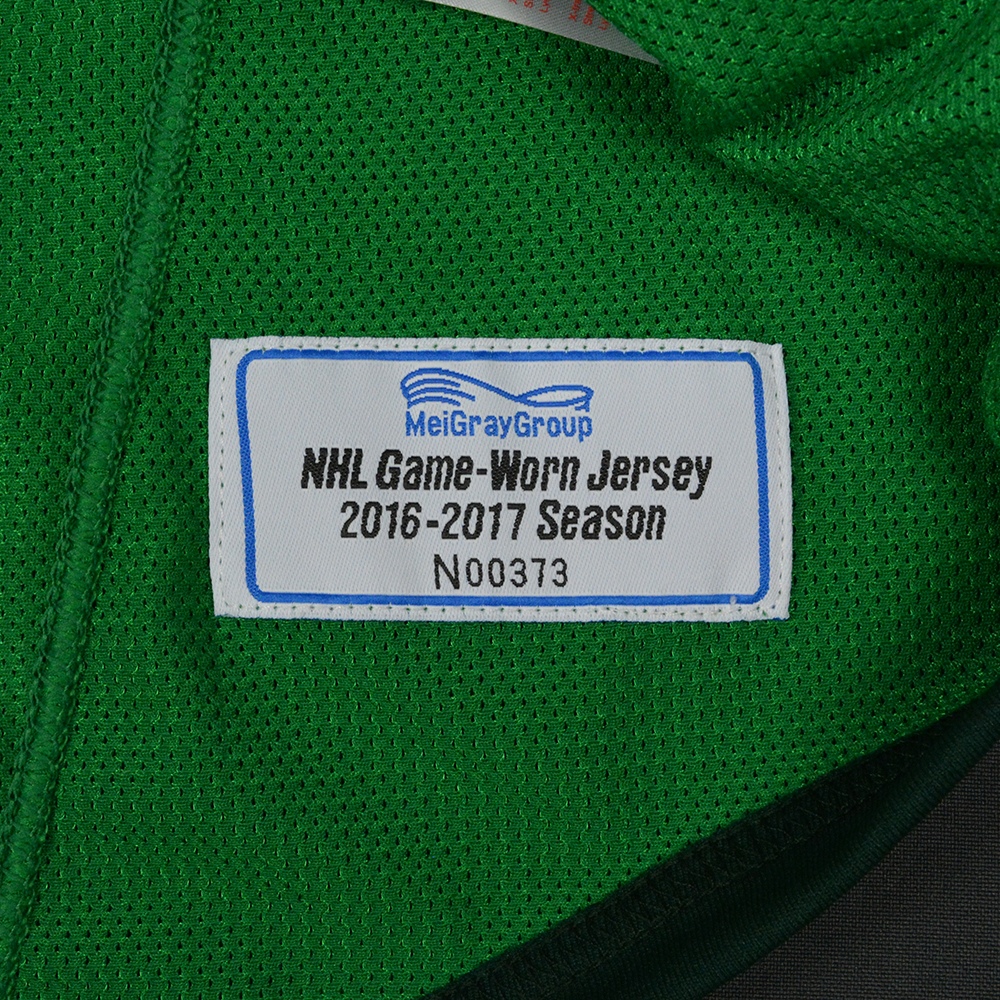 MeiGrayGroup
NHL Game-Worn Jersey
2016-2017 Season
N00373